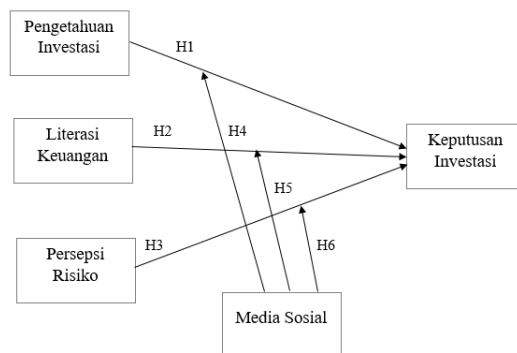 Pengetahuan
Investasi
H1
H2
H4
Literasi
Keuangan
Keputusan
Investasi
H5
H3
H6
Persepsi
Risiko
Media Sosial